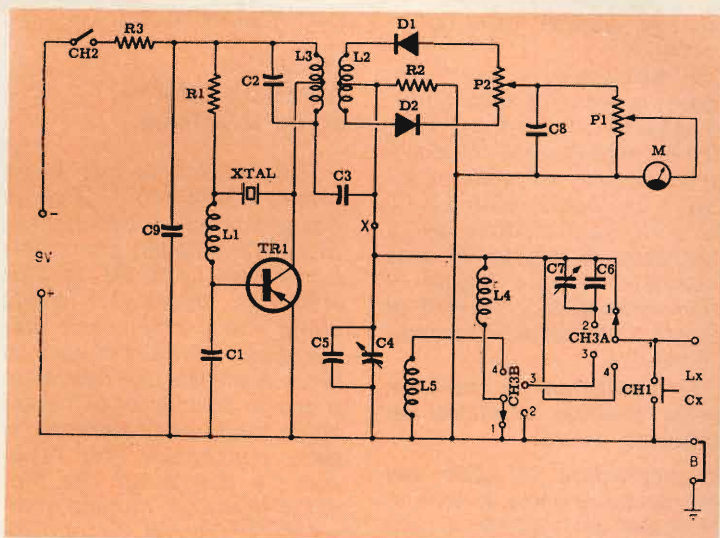 CH2
R3
R1
C2
L3
L2
D1
R2
D2
P2
C8
P1
M
XTAL
C3
X
9V
-
+
C9
L1
TR1
C1
C5
C4
L5
L4
C7
C6
1
2
CH3A
3
4
4
CH3B
3
2
1
CH1
Lx
Cx
B